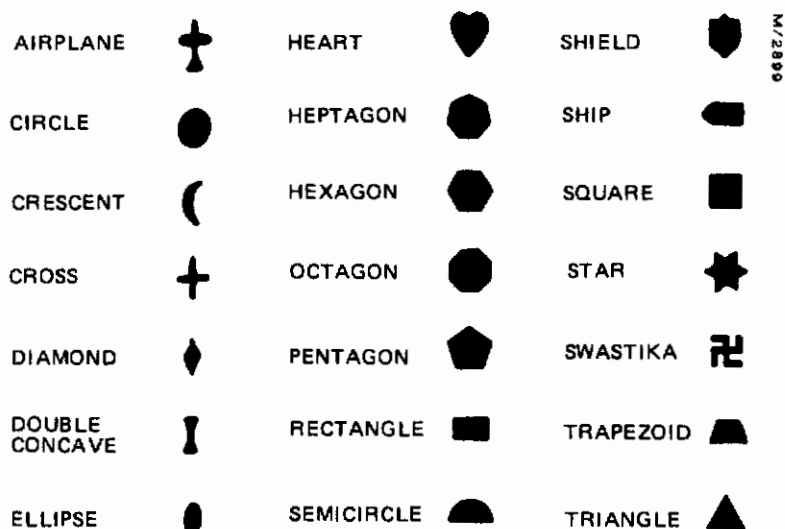 AIRPLANE
CIRCLE
CRESCENT
CROSS
DIAMOND
DOUBLE
CONCAVE
ELLIPSE
HEART
HEPTAGON
HEXAGON
OCTAGON
PENTAGON
RECTANGLE
SEMICIRCLE
SHIELD
SHIP
SQUARE
STAR
SWASTIKA
TRAPEZOID
TRIANGLE
M/2899